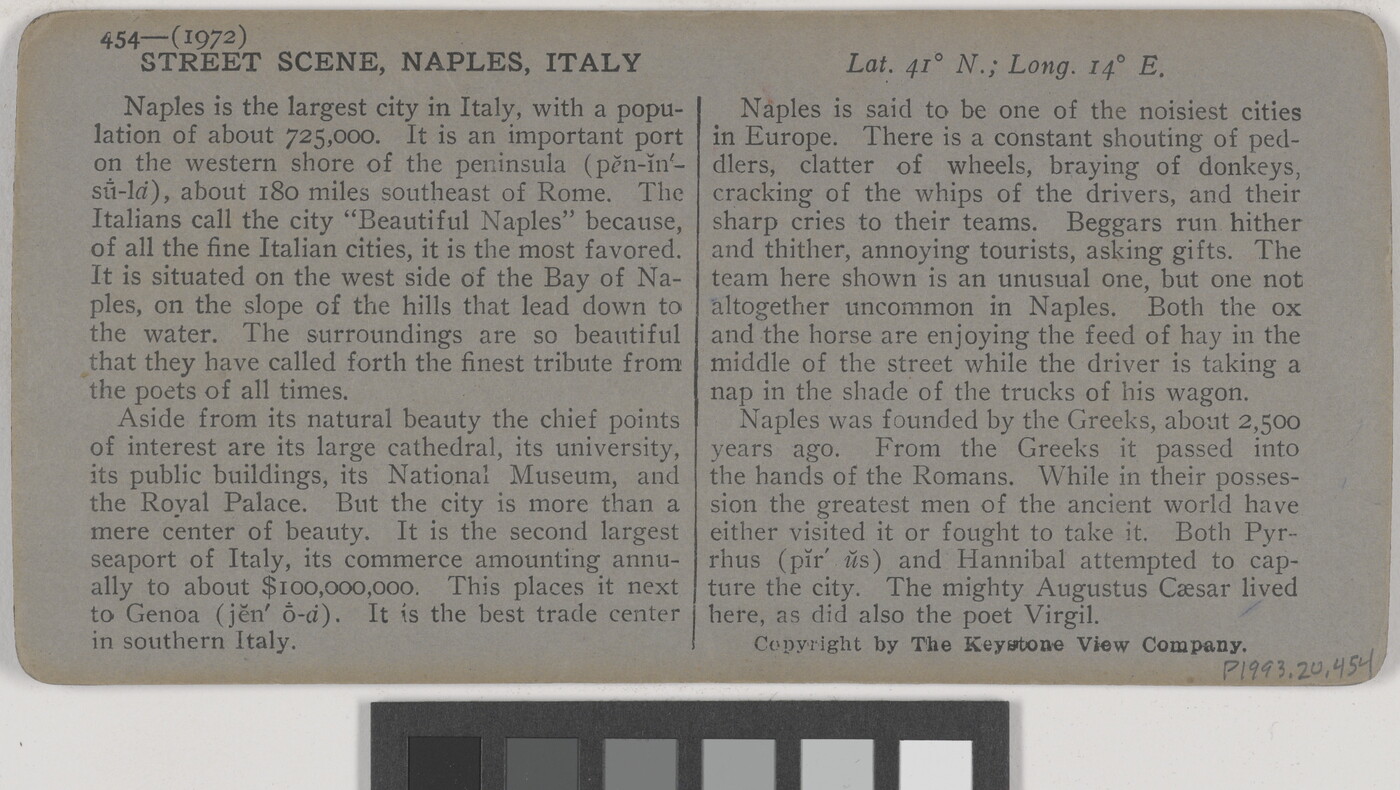 454—(1972)
STREET SCENE, NAPLES, ITALY
Lat. 41° N.; Long. 14° E.
Naples is the largest city in Italy, with a popu-
lation of about 725,000. It is an important port
on the western shore of the peninsula (pĕn-ĭn′-
sū̇-lȧ), about 180 miles southeast of Rome. The
Italians call the city “Beautiful Naples” because,
of all the fine Italian cities, it is the most favored.
It is situated on the west side of the Bay of Na-
ples, on the slope of the hills that lead down to
the water. The surroundings are so beautiful
that they have called forth the finest tribute from
the poets of all times.
Aside from its natural beauty the chief points
of interest are its large cathedral, its university,
its public buildings, its National Museum, and
the Royal Palace. But the city is more than a
mere center of beauty. It is the second largest
seaport of Italy, its commerce amounting annu-
ally to about $100,000,000. This places it next
to Genoa (jĕn′ ō̇-ȧ). It is the best trade center
in southern Italy.
Naples is said to be one of the noisiest cities
in Europe. There is a constant shouting of ped-
dlers, clatter of wheels, braying of donkeys,
cracking of the whips of the drivers, and their
sharp cries to their teams. Beggars run hither
and thither, annoying tourists, asking gifts. The
team here shown is an unusual one, but one not
altogether uncommon in Naples. Both the ox
and the horse are enjoying the feed of hay in the
middle of the street while the driver is taking a
nap in the shade of the trucks of his wagon.
Naples was founded by the Greeks, about 2,500
years ago. From the Greeks it passed into
the hands of the Romans. While in their posses-
sion the greatest men of the ancient world have
either visited it or fought to take it. Both Pyr-
rhus (pĭr′ ŭs) and Hannibal attempted to cap-
ture the city. The mighty Augustus Cæsar lived
here, as did also the poet Virgil.
Copyright by The Keystone View Company.
P1993.20.454